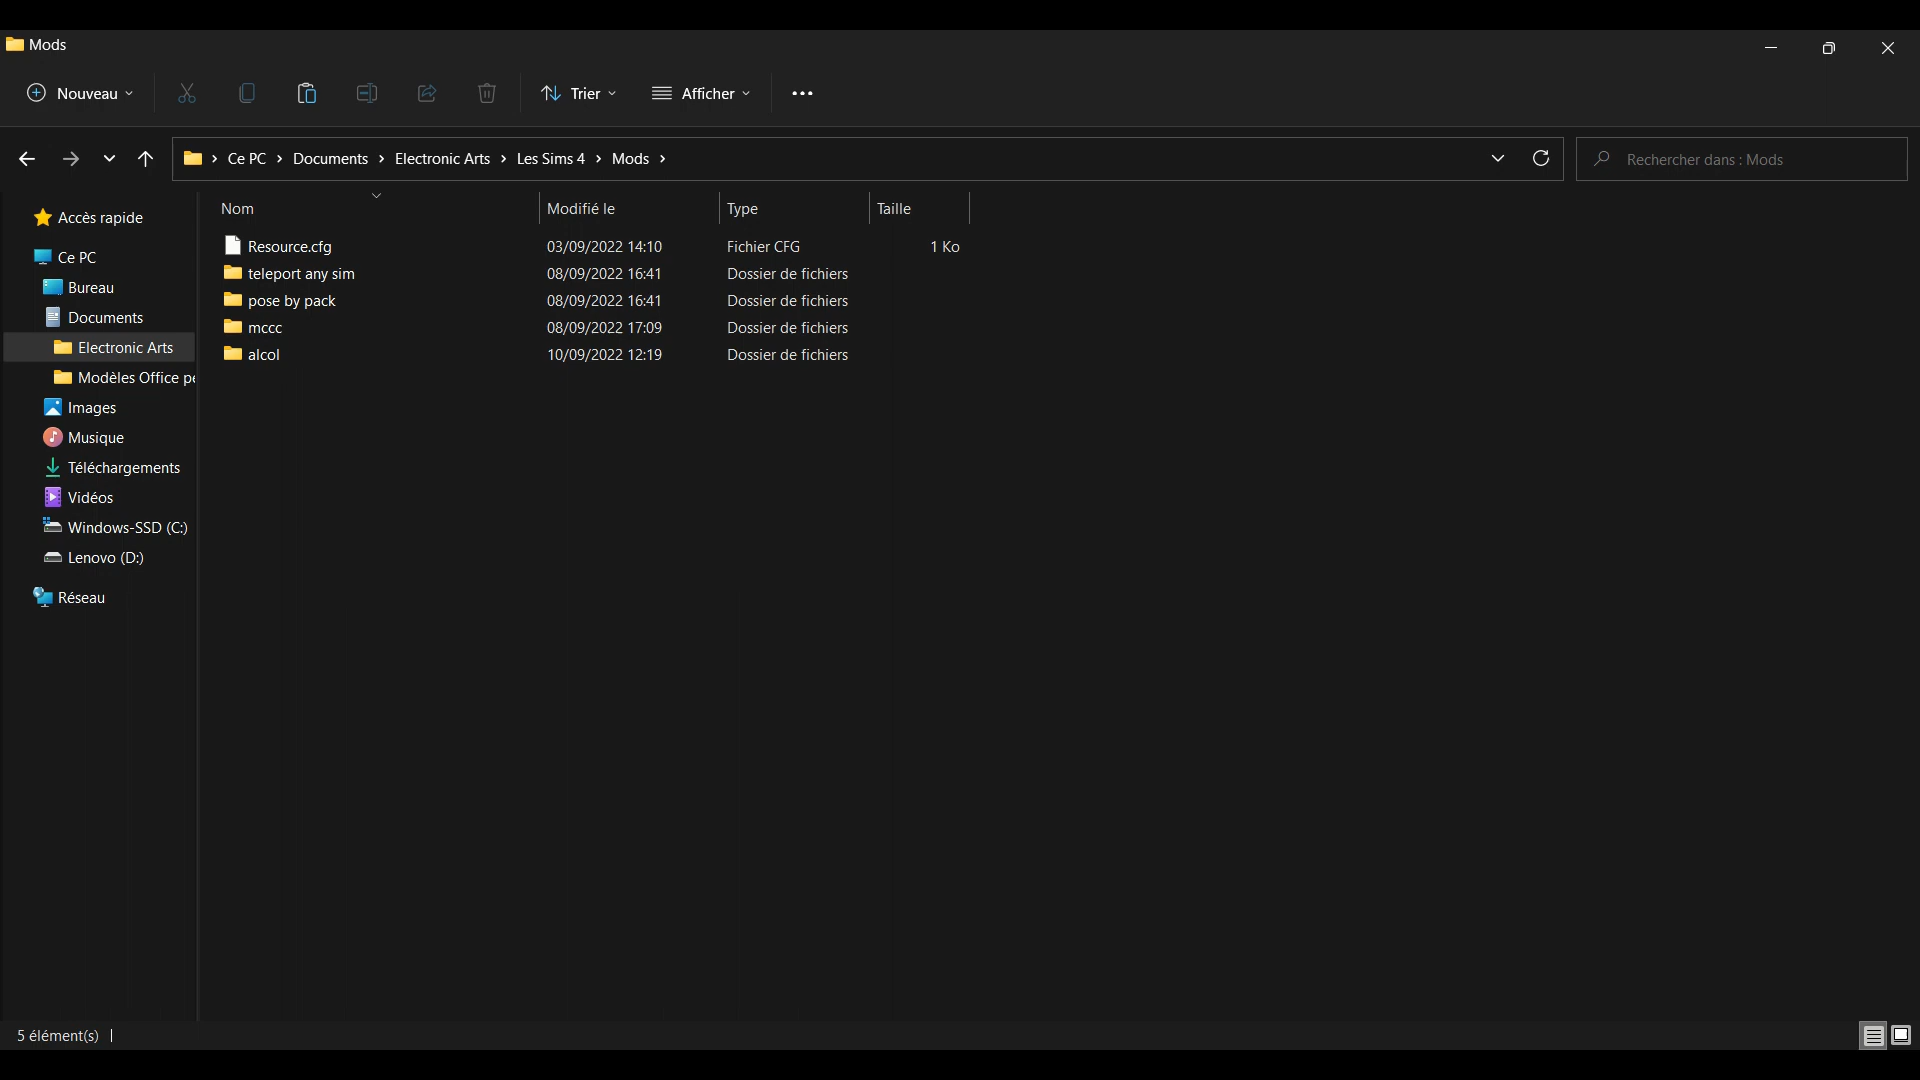 Mods
Nouveau
Trier
Afficher
Ce PC > Documents > Electronic Arts > Les Sims 4 > Mods >
Rechercher dans : Mods
Accès rapide
Ce PC
Bureau
Documents
Electronic Arts
Modèles Office pe
Images
Musique
Téléchargements
Vidéos
Windows-SSD (C:)
Lenovo (D:)
Réseau
Nom Modifié le Type Taille
Resource.cfg 03/09/2022 14:10 Fichier CFG 1 Ko
teleport any sim 08/09/2022 16:41 Dossier de fichiers
pose by pack 08/09/2022 16:41 Dossier de fichiers
mccc 08/09/2022 17:09 Dossier de fichiers
alcol 10/09/2022 12:19 Dossier de fichiers
5 élément(s)